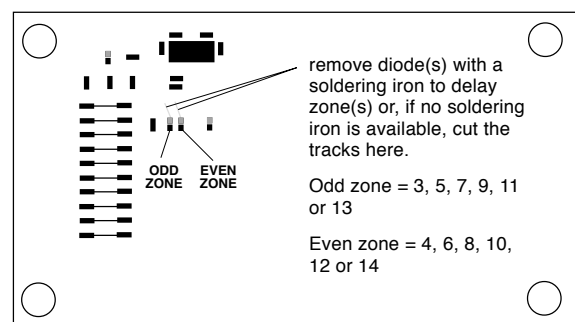 remove diode(s) with a
soldering iron to delay
zone(s) or, if no soldering
iron is available, cut the
tracks here.
ODD
ZONE
EVEN
ZONE
Odd zone = 3, 5, 7, 9, 11
or 13
Even zone = 4, 6, 8, 10,
12 or 14